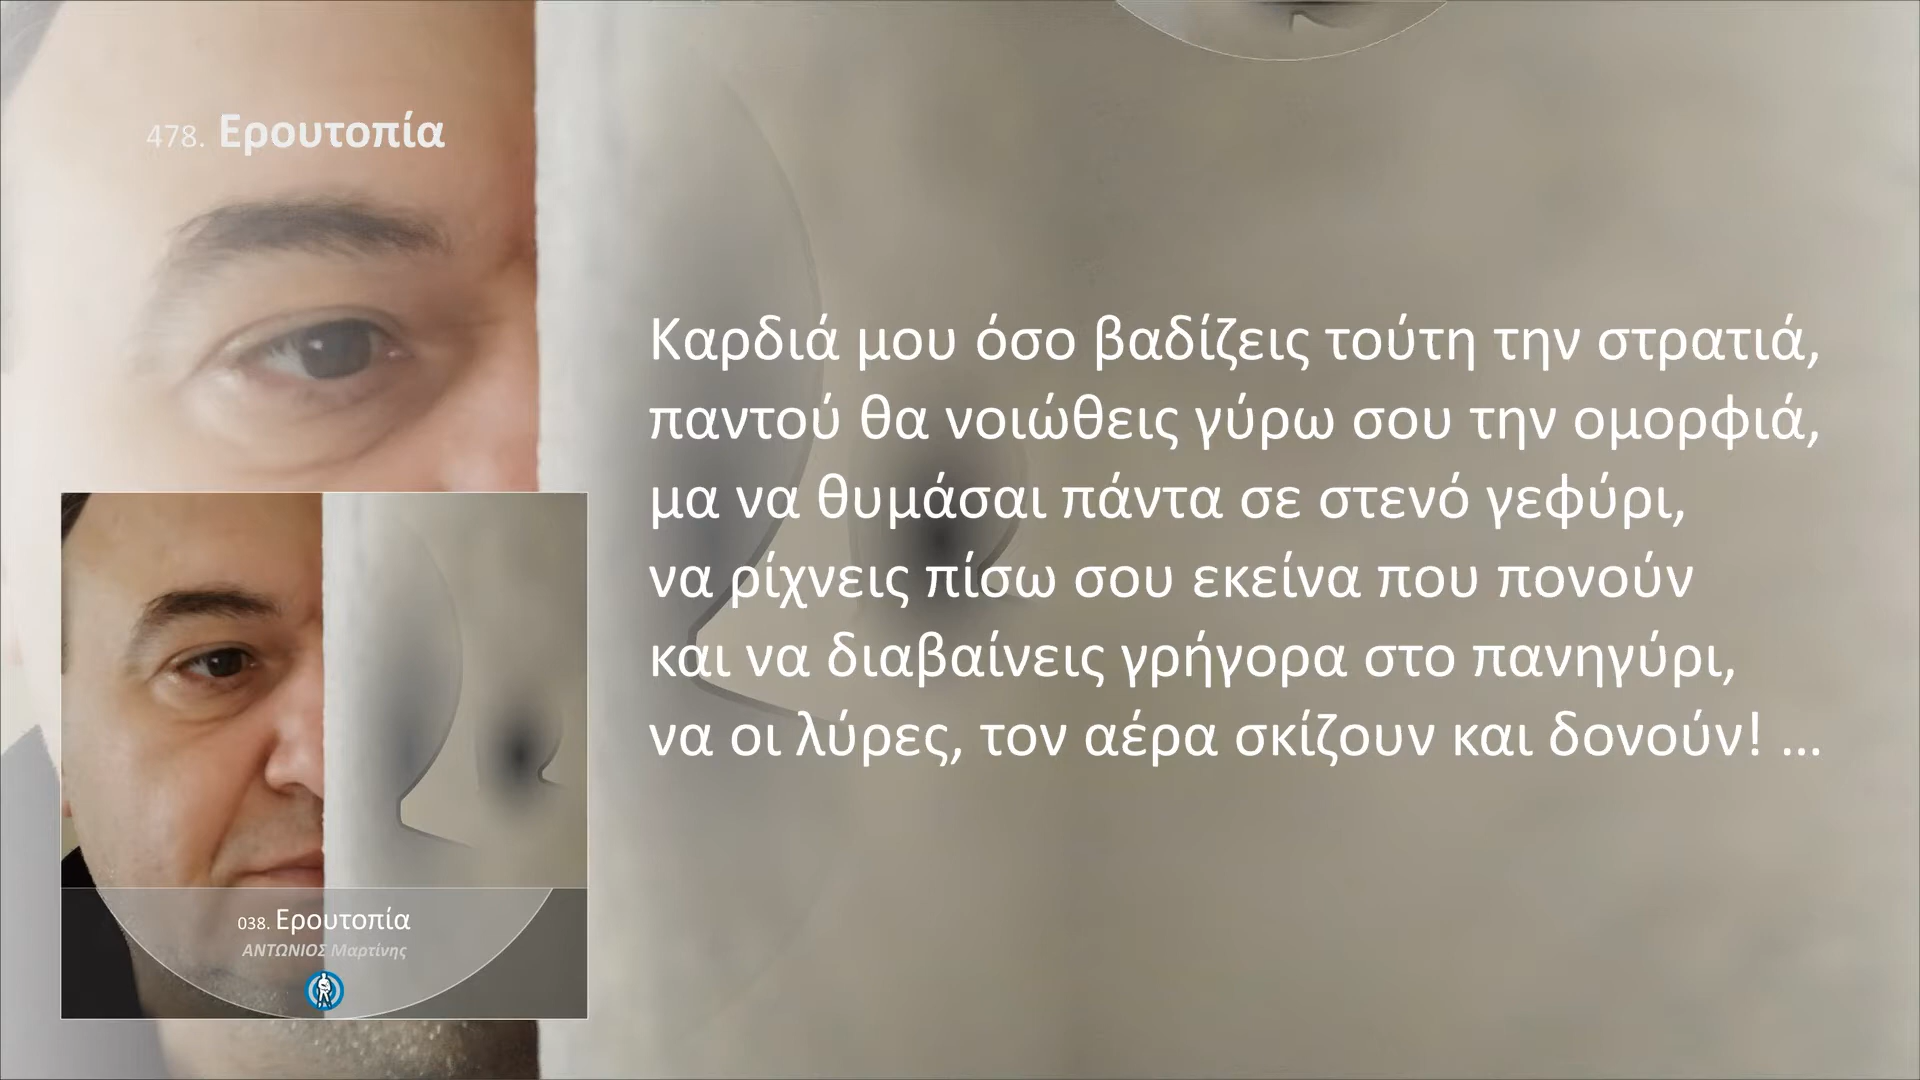 478. Ερουτοπία
Καρδιά μου όσο βαδίζεις τούτη την στρατιά,
παντού θα νοιώθεις γύρω σου την ομορφιά,
μα να θυμάσαι πάντα σε στενό γεφύρι,
να ρίχνεις πίσω σου εκείνα που πονούν
και να διαβαίνεις γρήγορα στο πανηγύρι,
να οι λύρες, τον αέρα σκίζουν και δονούν! ...
038. Ερουτοπία
ΑΝΤΩΝΙΟΣ Μαρτίνης